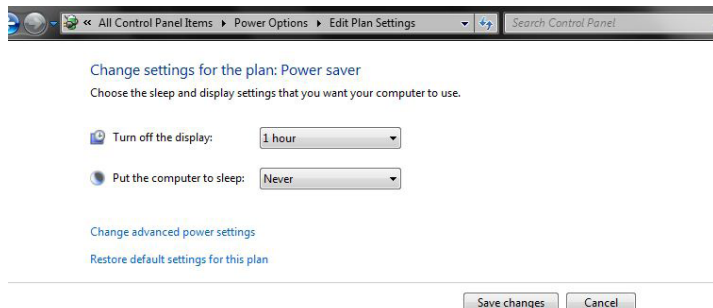 « All Control Panel Items ▸ Power Options ▸ Edit Plan Settings Search Control Panel
Change settings for the plan: Power saver
Choose the sleep and display settings that you want your computer to use.
Turn off the display: 1 hour
Put the computer to sleep: Never
Change advanced power settings
Restore default settings for this plan
Save changes Cancel